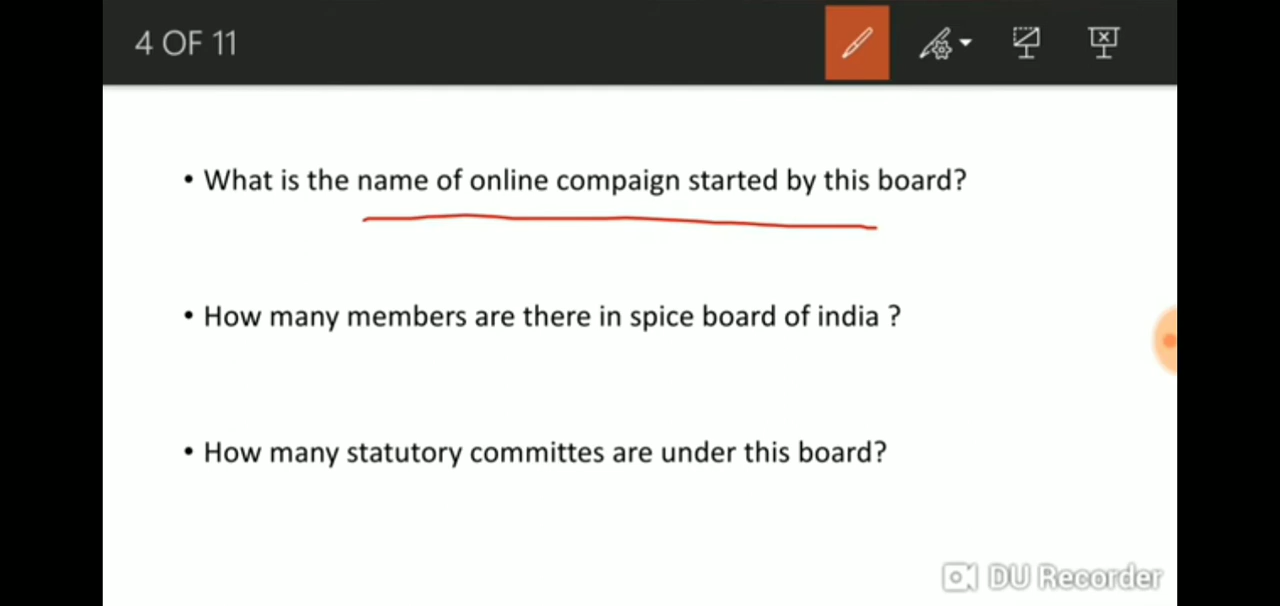 4 OF 11
• What is the name of online compaign started by this board?
• How many members are there in spice board of india ?
• How many statutory committes are under this board?
DU Recorder